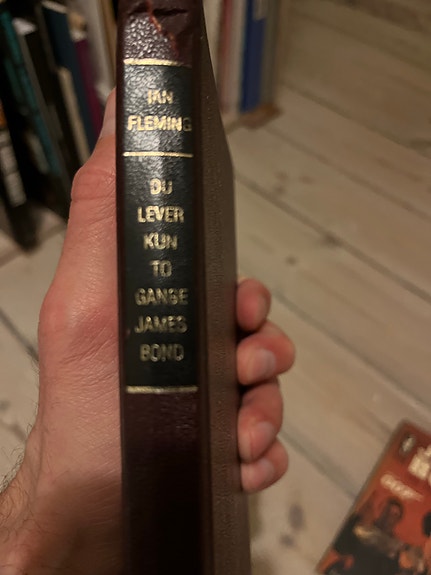 IAN
FLEMING
DU
LEVER
KUN
TO
GANGE
JAMES
BOND